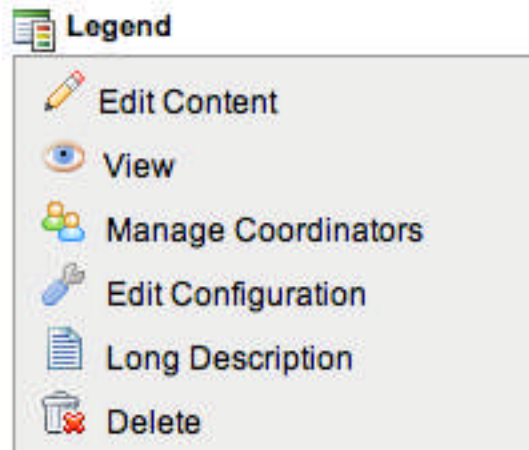 Legend
Edit Content
View
Manage Coordinators
Edit Configuration
Long Description
Delete